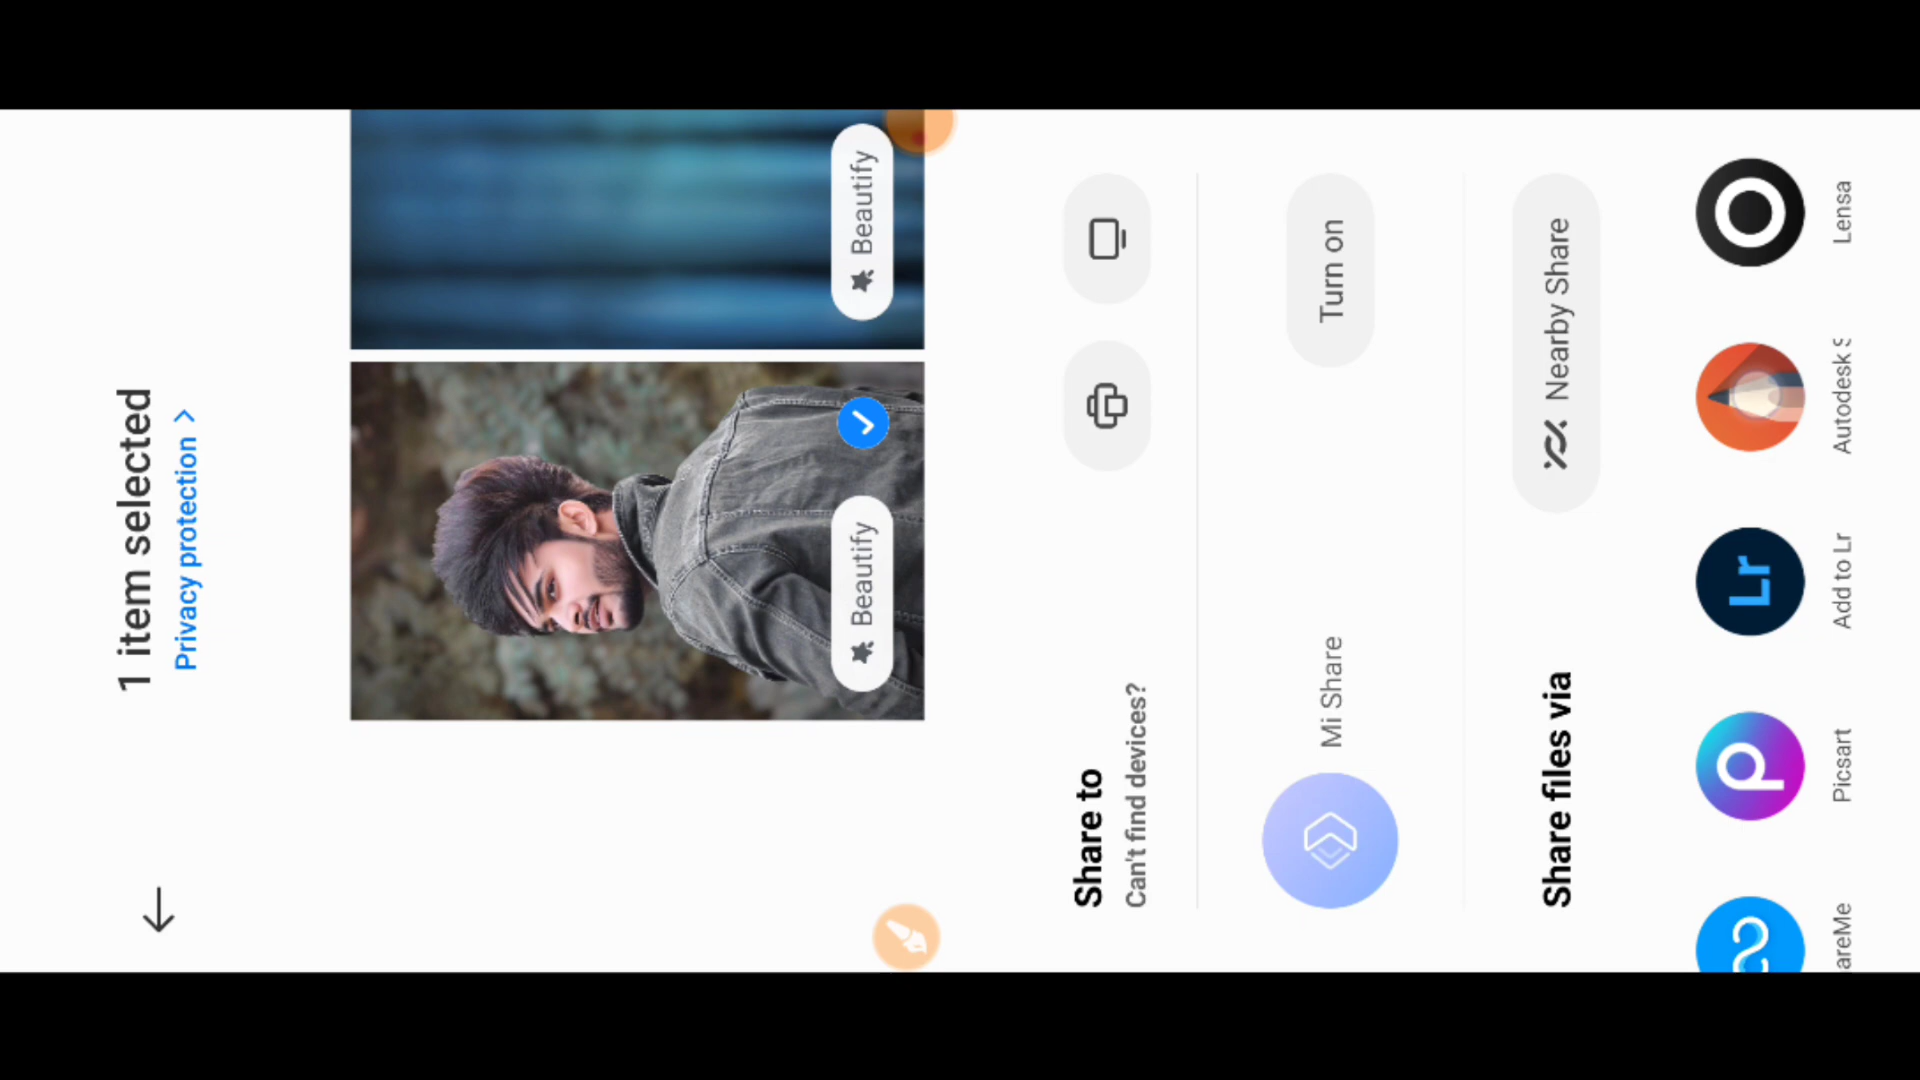 1 item selected
Privacy protection >
Beautify
Beautify
Share to
Can't find devices?
Mi Share
Turn on
Share files via
Nearby Share
areMe
Picsart
Lr
Add to Lr
Autodesk S
Lensa